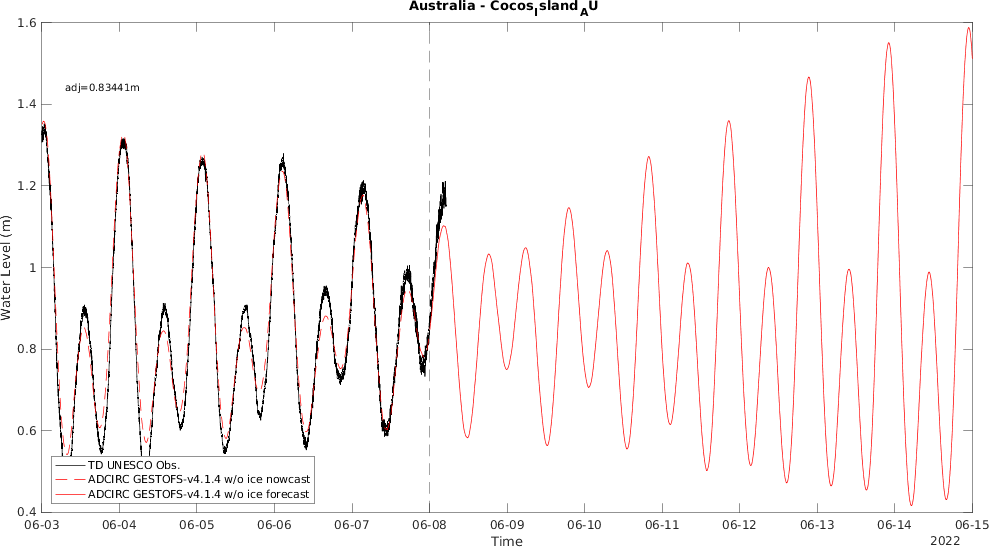 Australia - Cocos_Island_AU
adj=0.83441m
Water Level (m)
1.6
1.4
1.2
1
0.8
0.6
0.4
TD UNESCO Obs.
ADCIRC GESTOFS-v4.1.4 w/o ice nowcast
ADCIRC GESTOFS-v4.1.4 w/o ice forecast
06-03 06-04 06-05 06-06 06-07 06-08 06-09 06-10 06-11 06-12 06-13 06-14 06-15
Time
2022